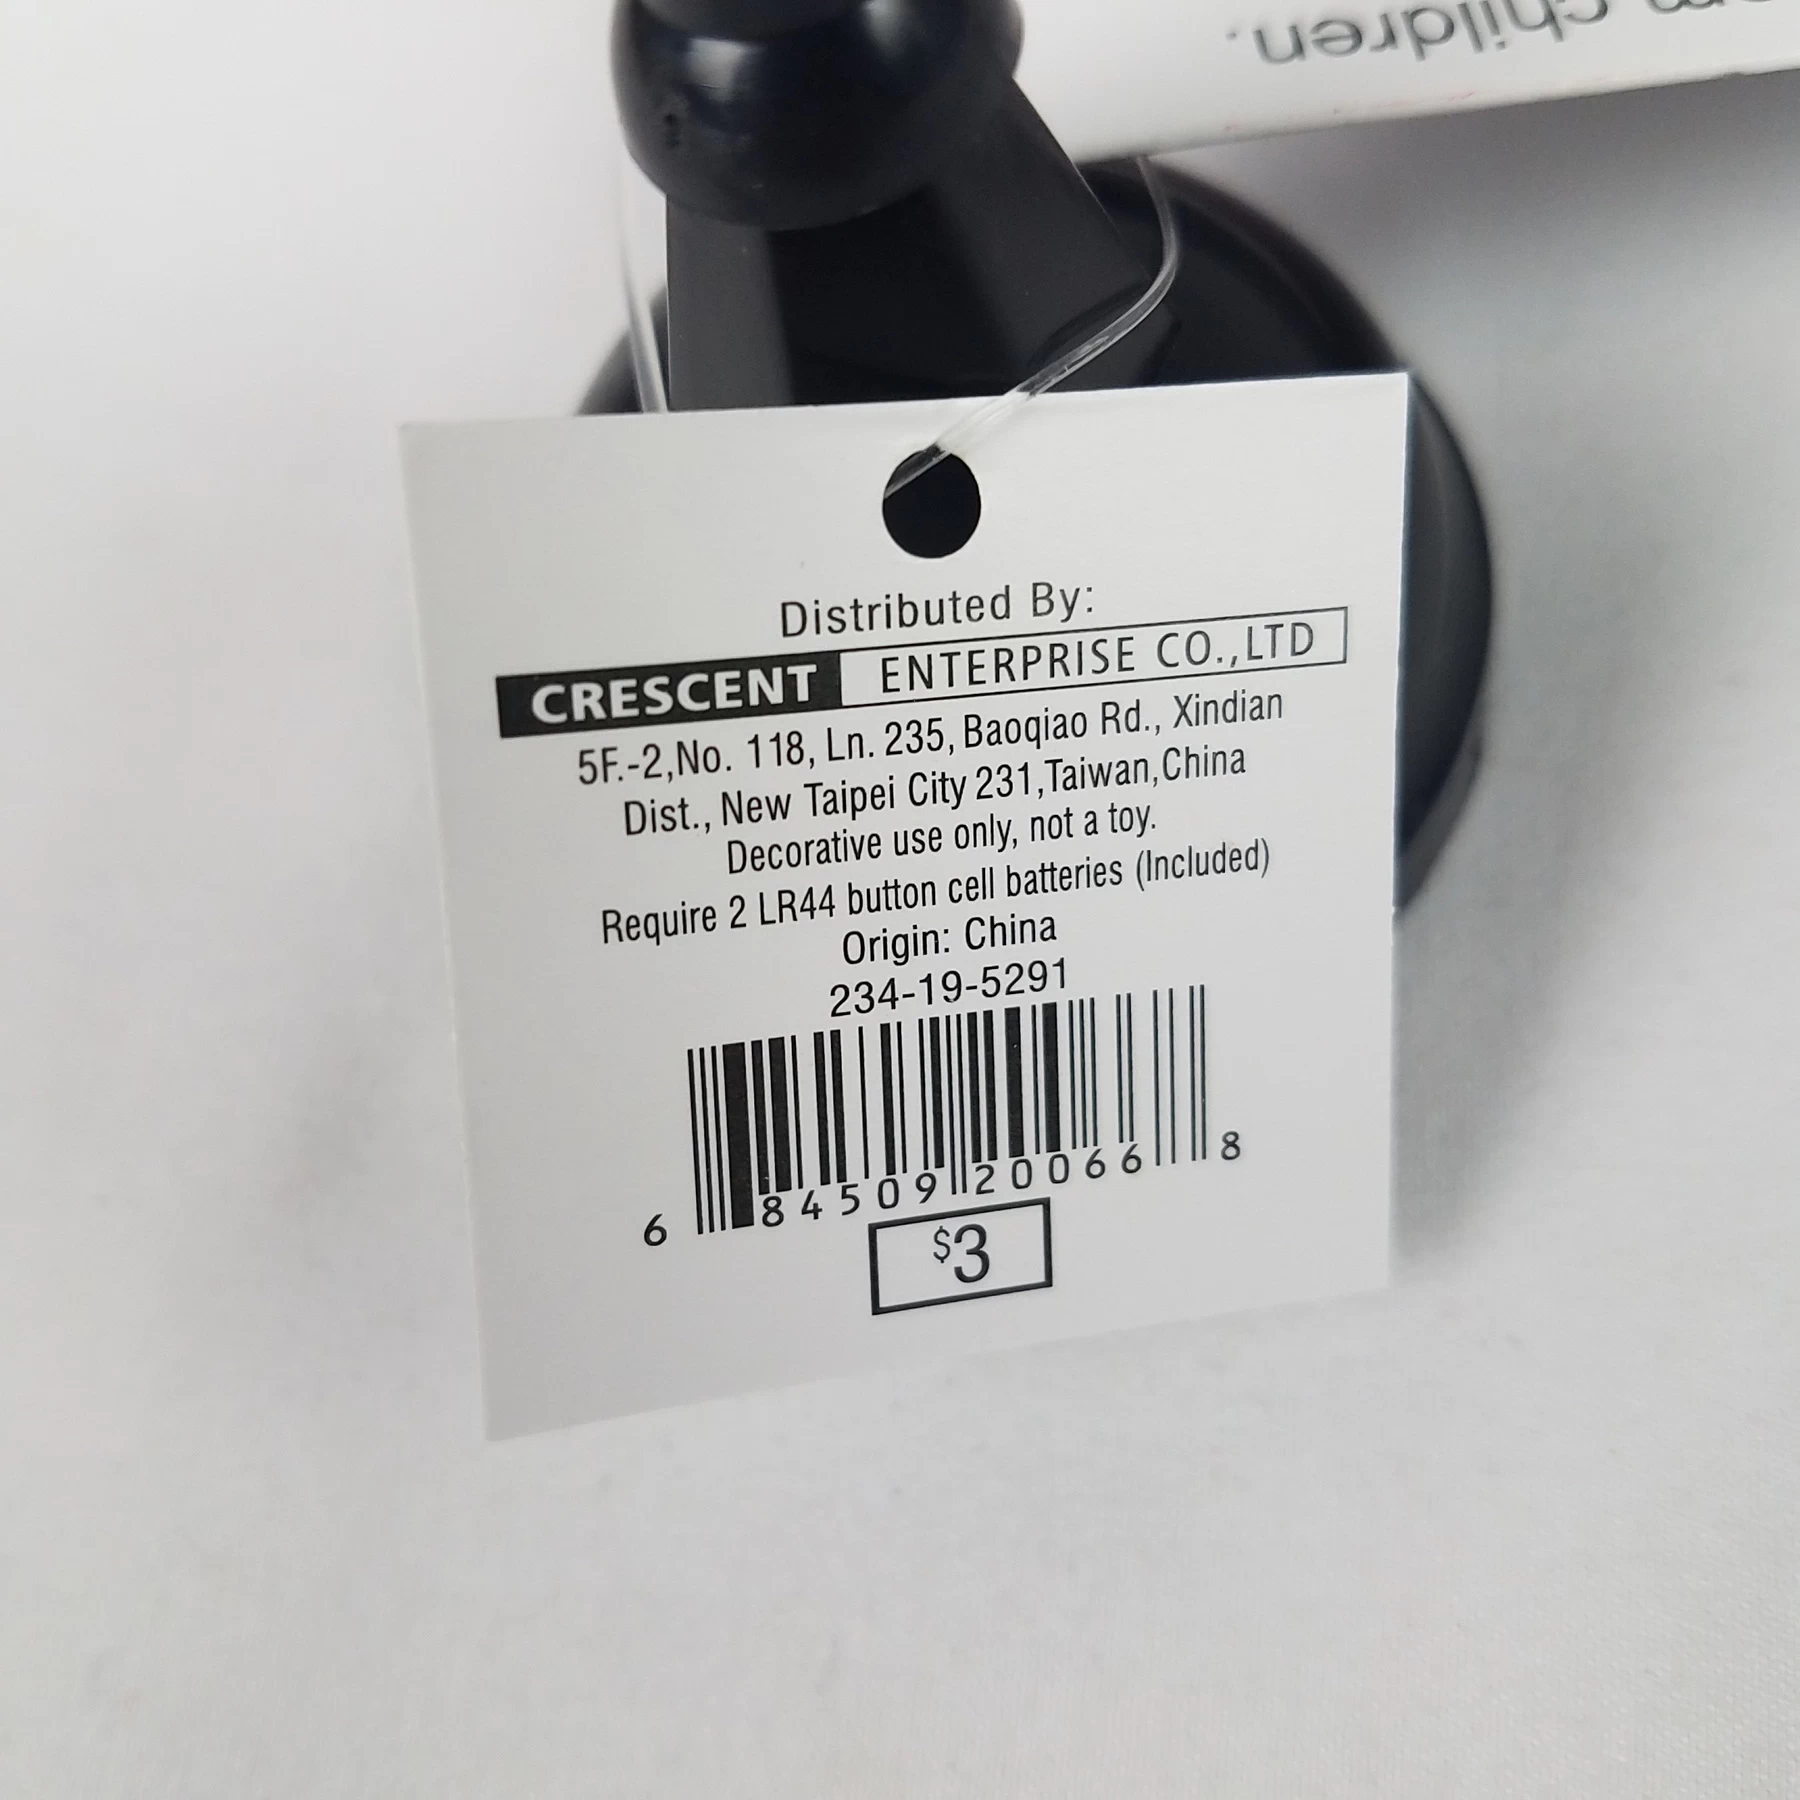 children.
Distributed By:
CRESCENT ENTERPRISE CO.,LTD
5F.-2,No. 118, Ln. 235, Baoqiao Rd., Xindian
Dist., New Taipei City 231,Taiwan,China
Decorative use only, not a toy.
Require 2 LR44 button cell batteries (Included)
Origin: China
234-19-5291
6 84509 20066 8
$3